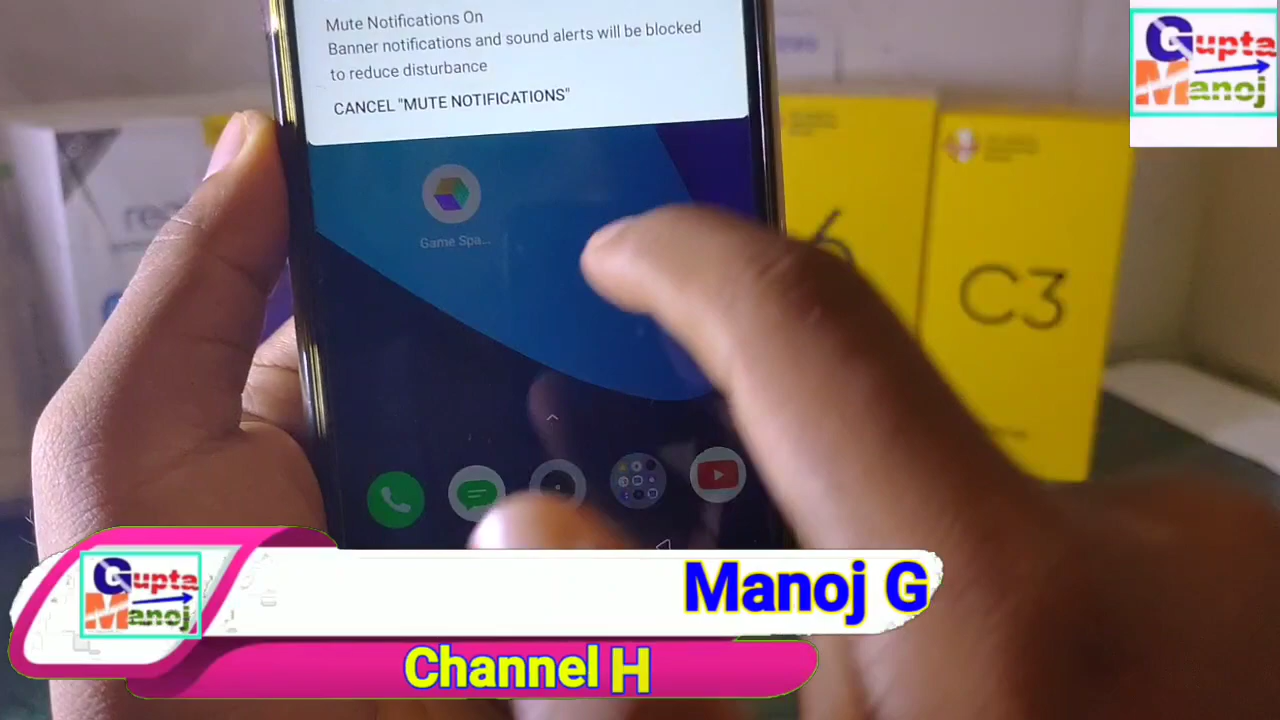 Mute Notifications On
Banner notifications and sound alerts will be blocked
to reduce disturbance
CANCEL "MUTE NOTIFICATIONS"
Gupta
Manoj
Game Spa...
6
C3
Gupta
Manoj
Manoj G
Channel H